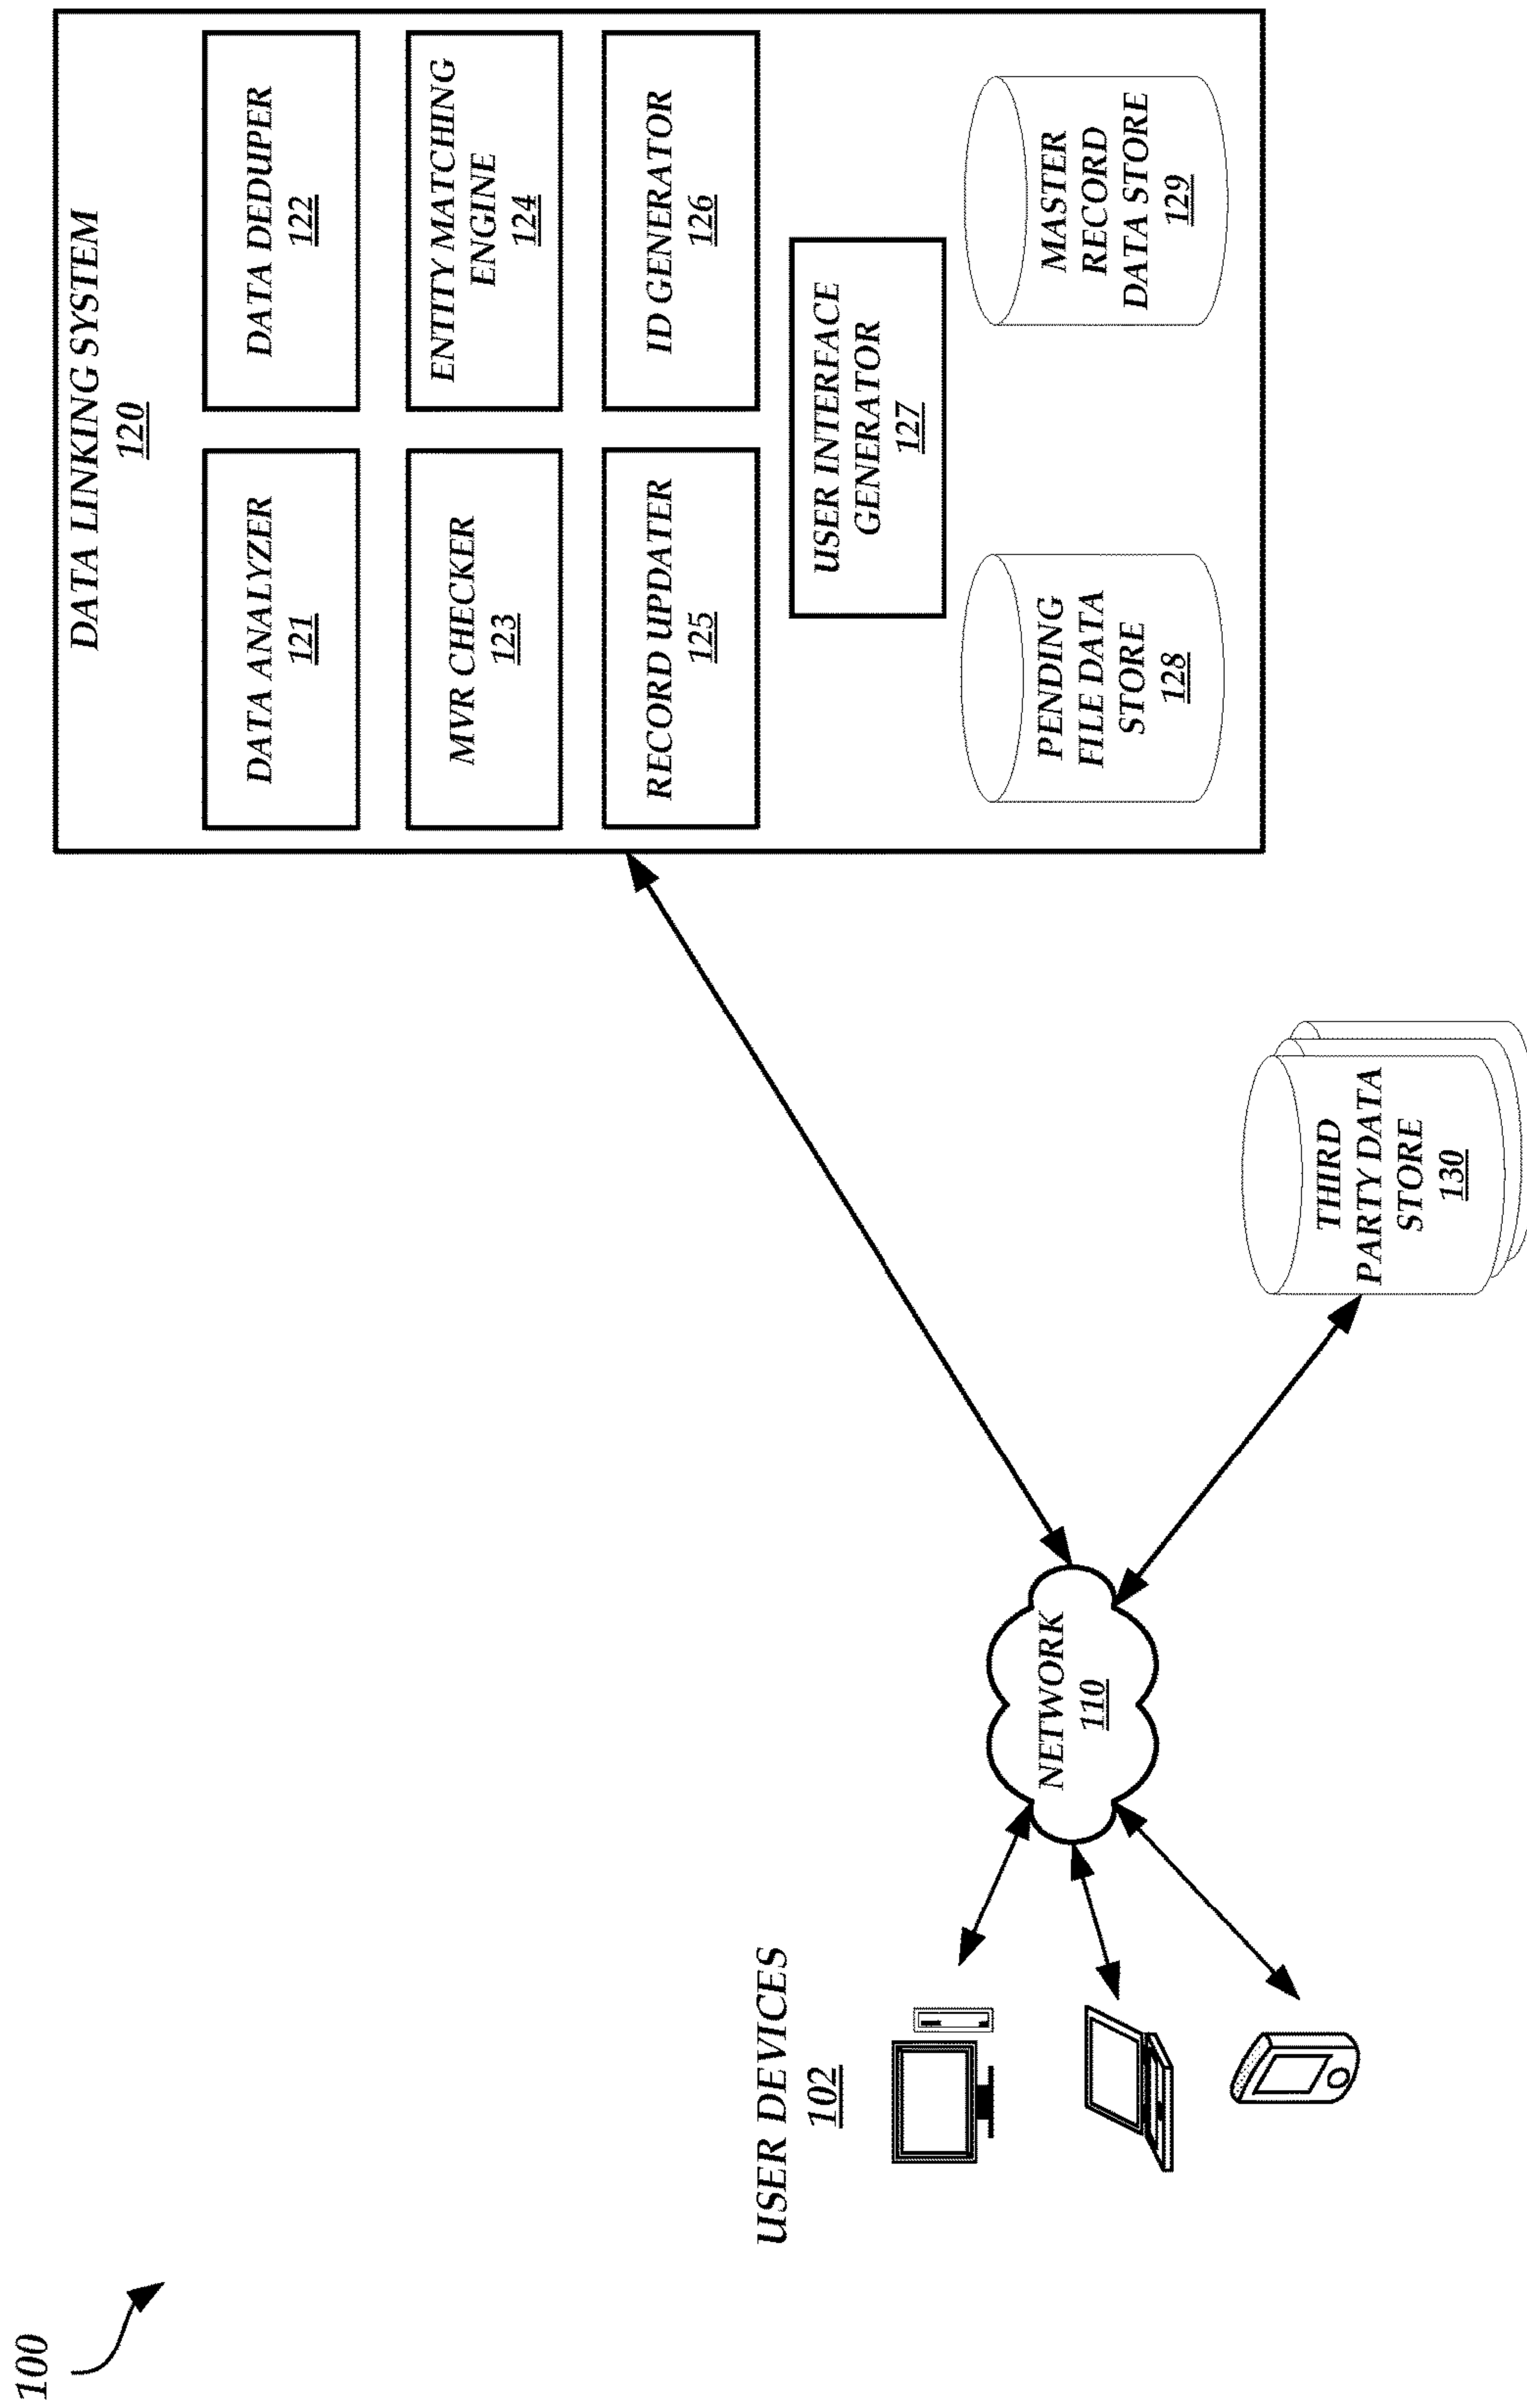 100
USER DEVICES
102
NETWORK
110
THIRD
PARTY DATA
STORE
130
DATA LINKING SYSTEM
120
DATA ANALYZER
121
DATA DEDUPER
122
MVR CHECKER
123
ENTITY MATCHING
ENGINE
124
RECORD UPDATER
125
ID GENERATOR
126
USER INTERFACE
GENERATOR
127
PENDING
FILE DATA
STORE
128
MASTER
RECORD
DATA STORE
129